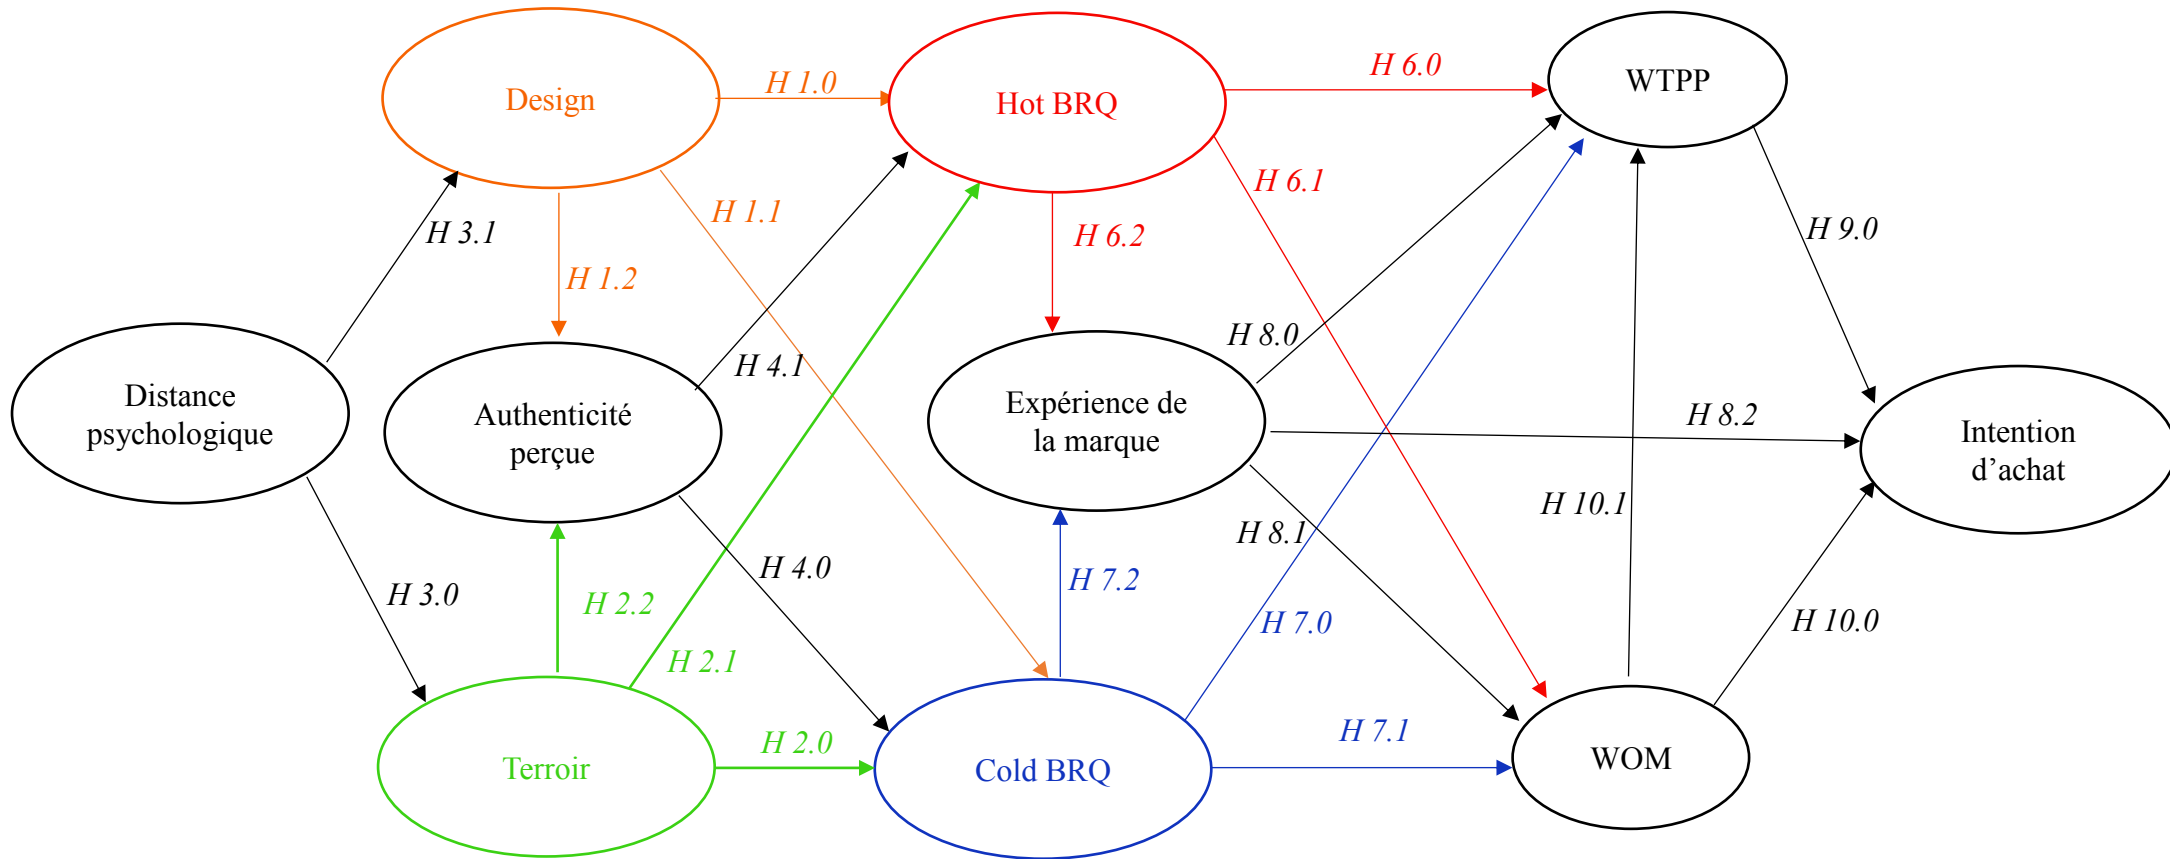 Design
H 1.0
Hot BRQ
H 6.0
WTPP
H 3.1
H 1.2
H 1.1
H 6.2
H 6.1
H 9.0
Distance
psychologique
Authenticité
perçue
H 4.1
Expérience de
la marque
H 8.0
H 8.2
Intention
d’achat
H 3.0
H 2.2
H 2.1
H 4.0
H 7.2
H 8.1
H 7.0
H 10.1
H 10.0
Terroir
H 2.0
Cold BRQ
H 7.1
WOM